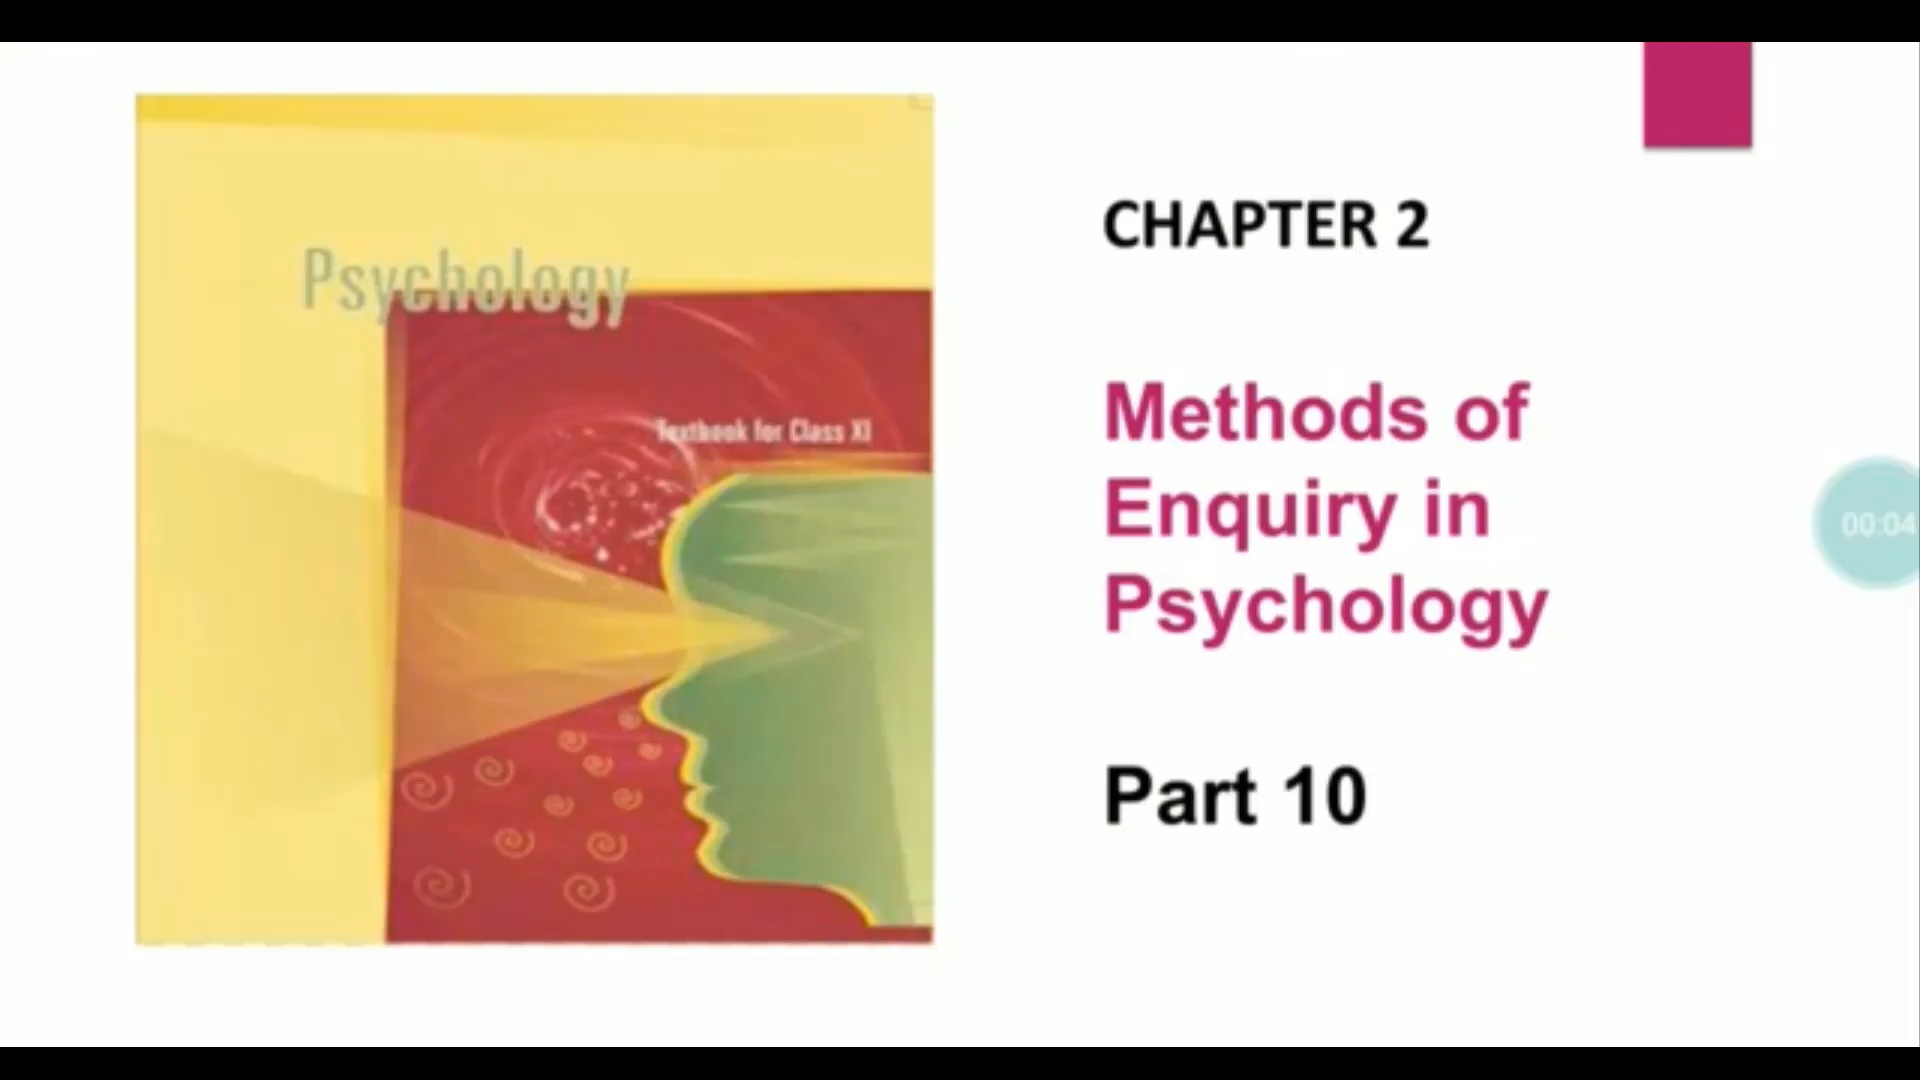 Psychology
Textbook for Class XI
CHAPTER 2
Methods of
Enquiry in
Psychology
Part 10
00:04